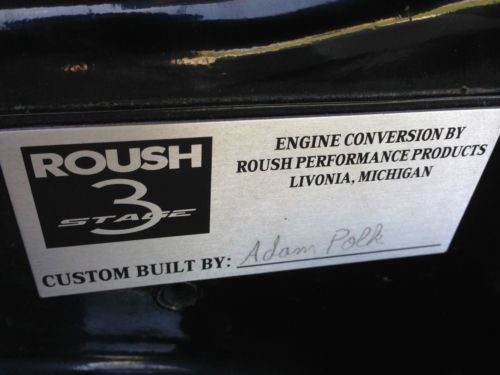 ROUSH
STAGE 3
ENGINE CONVERSION BY
ROUSH PERFORMANCE PRODUCTS
LIVONIA, MICHIGAN
CUSTOM BUILT BY: Adam Polk